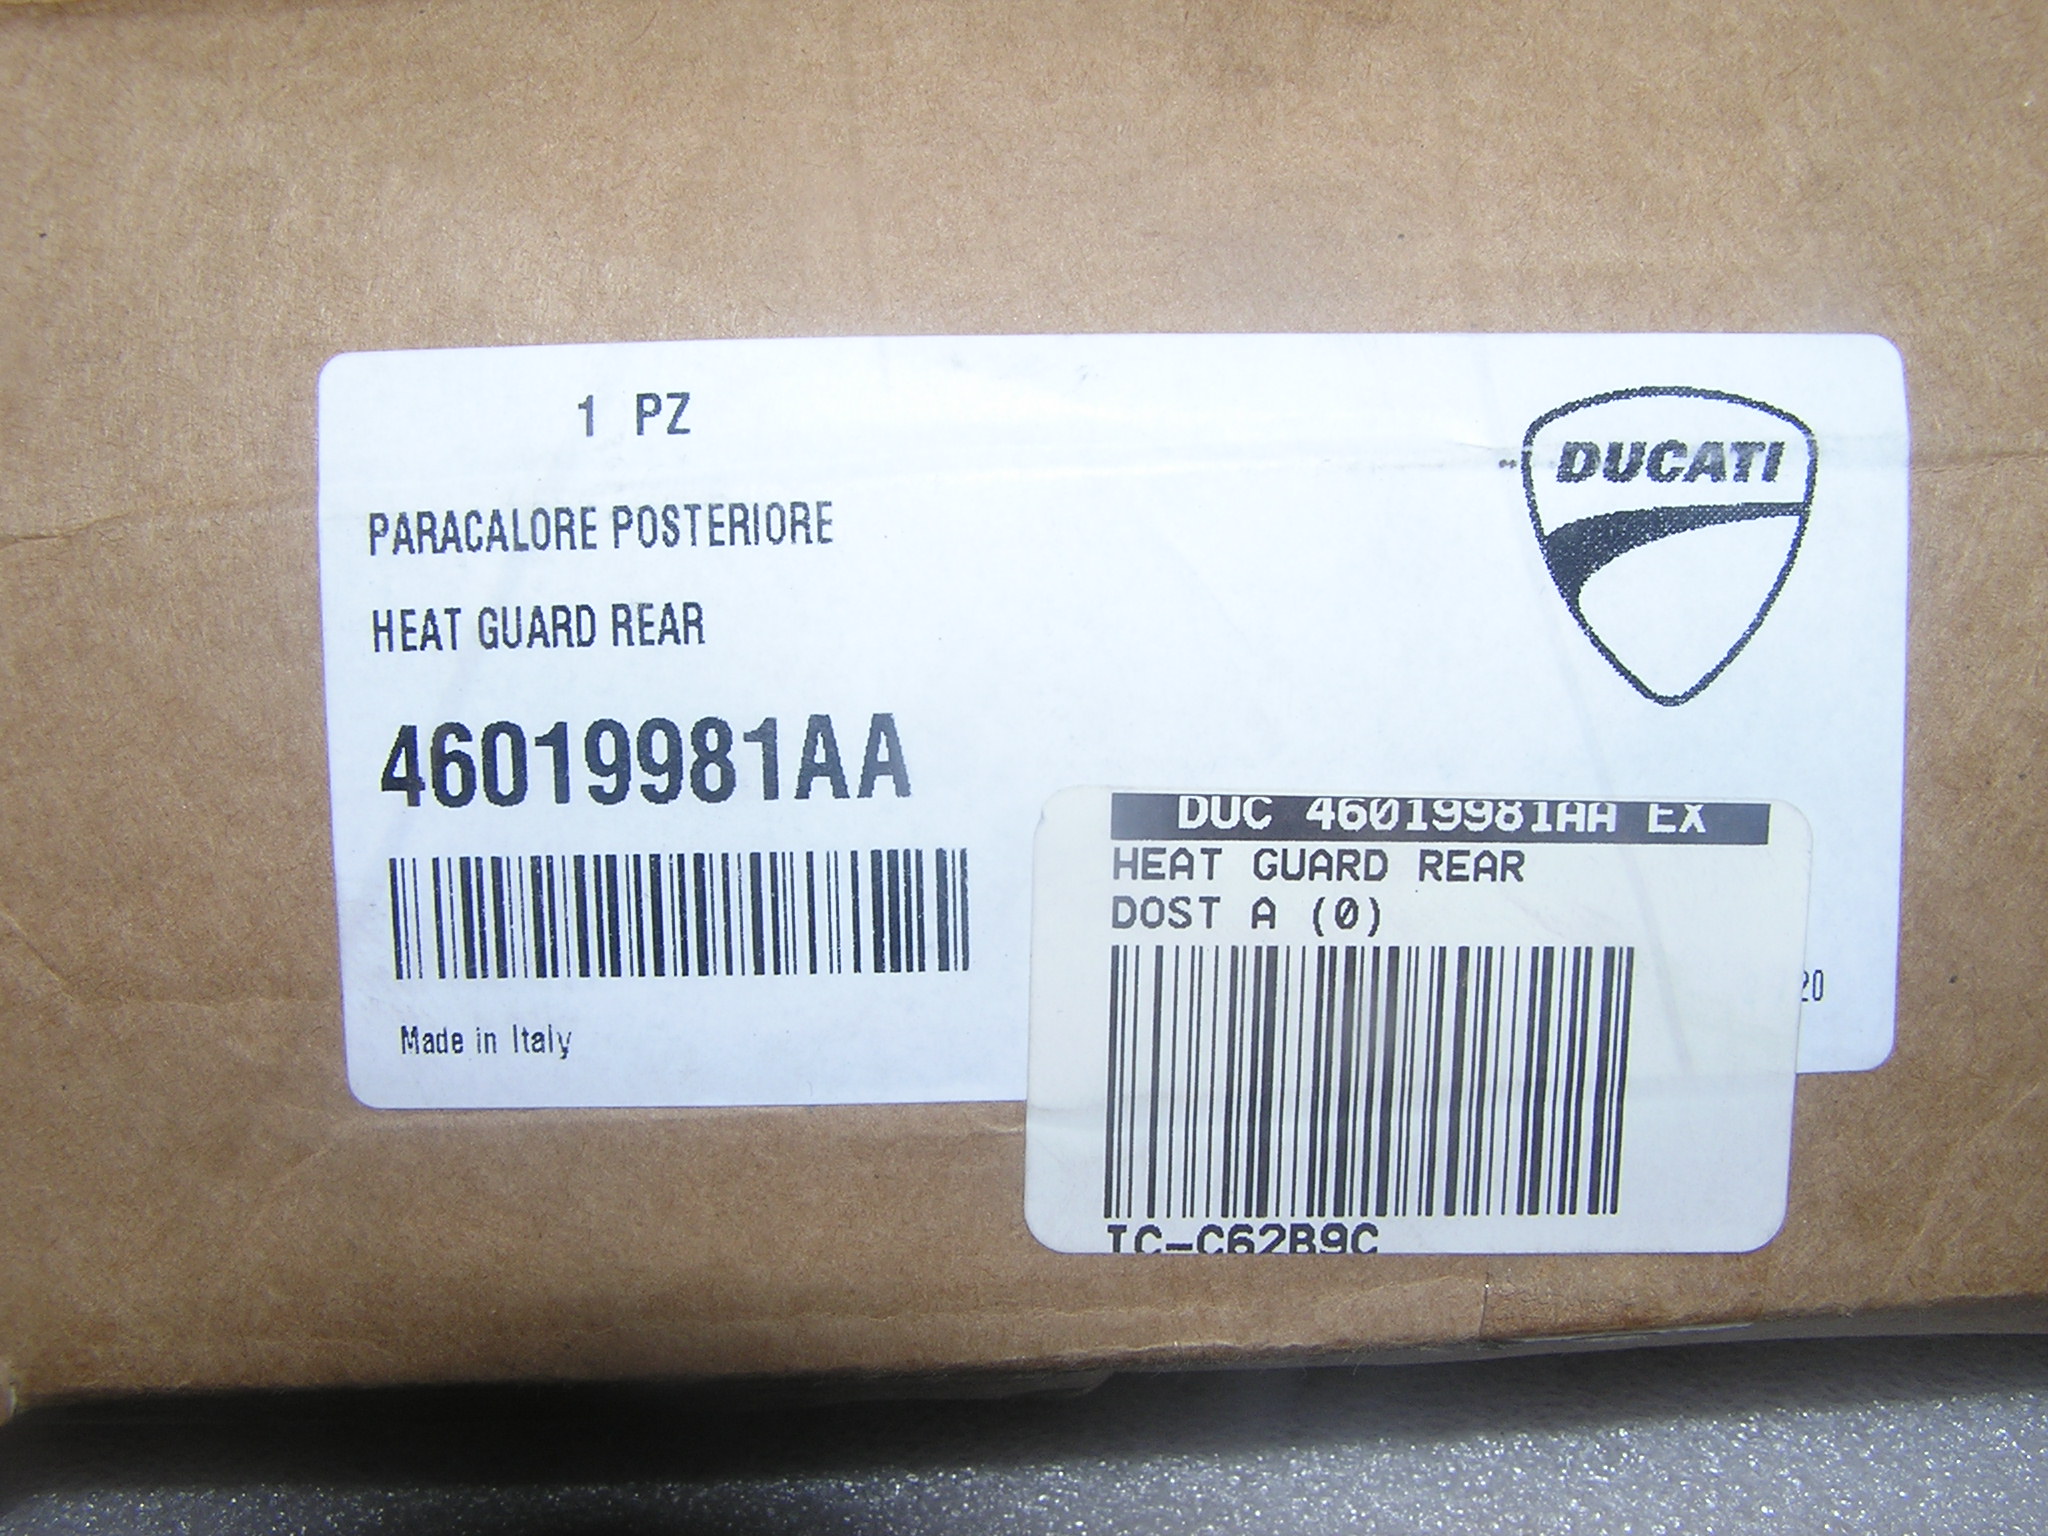 1 PZ
DUCATI
PARACALORE POSTERIORE
HEAT GUARD REAR
46019981AA
Made in Italy
20
DUC 46019981AA EX
HEAT GUARD REAR
DOST A (0)
IC-C62B9C